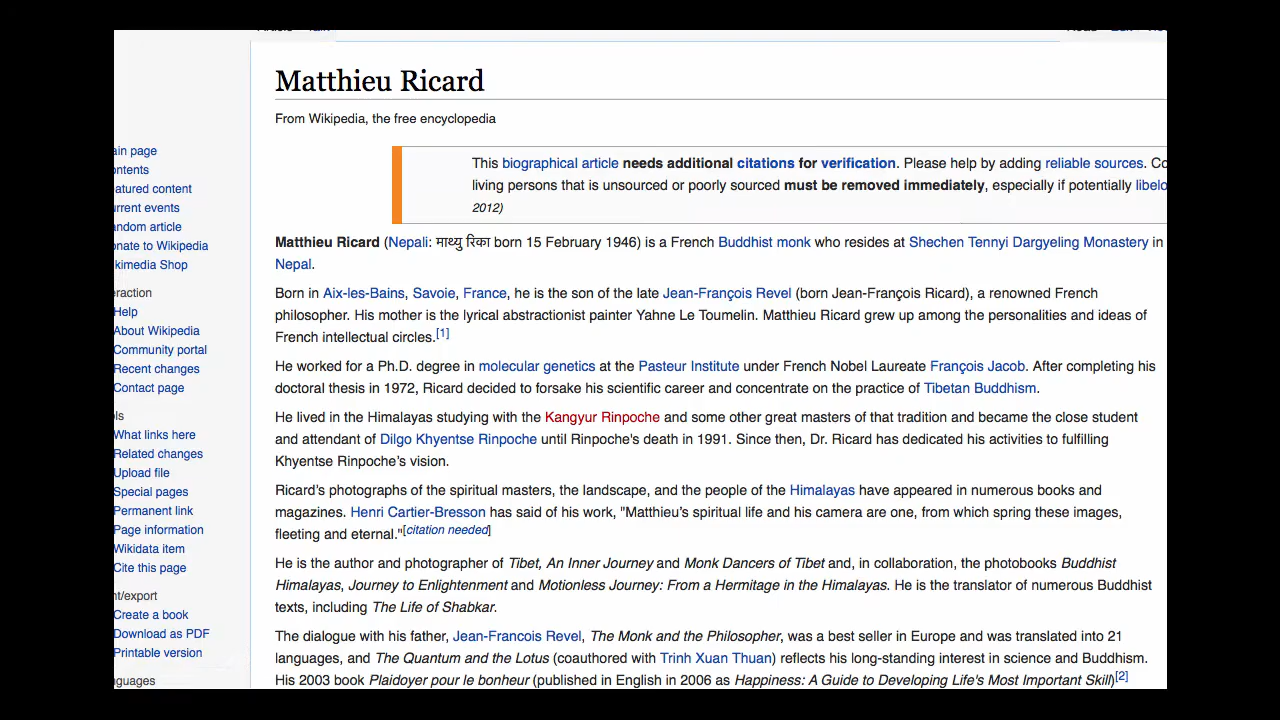 Matthieu Ricard
From Wikipedia, the free encyclopedia
ain page
ontents
eatured content
urrent events
andom article
onate to Wikipedia
kimedia Shop
eraction
Help
About Wikipedia
Community portal
Recent changes
Contact page
ols
What links here
Related changes
Upload file
Special pages
Permanent link
Page information
Wikidata item
Cite this page
nt/export
Create a book
Download as PDF
Printable version
nguages
This biographical article needs additional citations for verification. Please help by adding reliable sources. Co
living persons that is unsourced or poorly sourced must be removed immediately, especially if potentially libelo
2012)
Matthieu Ricard (Nepali: माथ्यु रिका born 15 February 1946) is a French Buddhist monk who resides at Shechen Tennyi Dargyeling Monastery in
Nepal.
Born in Aix-les-Bains, Savoie, France, he is the son of the late Jean-François Revel (born Jean-François Ricard), a renowned French
philosopher. His mother is the lyrical abstractionist painter Yahne Le Toumelin. Matthieu Ricard grew up among the personalities and ideas of
French intellectual circles.[1]
He worked for a Ph.D. degree in molecular genetics at the Pasteur Institute under French Nobel Laureate François Jacob. After completing his
doctoral thesis in 1972, Ricard decided to forsake his scientific career and concentrate on the practice of Tibetan Buddhism.
He lived in the Himalayas studying with the Kangyur Rinpoche and some other great masters of that tradition and became the close student
and attendant of Dilgo Khyentse Rinpoche until Rinpoche's death in 1991. Since then, Dr. Ricard has dedicated his activities to fulfilling
Khyentse Rinpoche's vision.
Ricard's photographs of the spiritual masters, the landscape, and the people of the Himalayas have appeared in numerous books and
magazines. Henri Cartier-Bresson has said of his work, "Matthieu's spiritual life and his camera are one, from which spring these images,
fleeting and eternal."[citation needed]
He is the author and photographer of Tibet, An Inner Journey and Monk Dancers of Tibet and, in collaboration, the photobooks Buddhist
Himalayas, Journey to Enlightenment and Motionless Journey: From a Hermitage in the Himalayas. He is the translator of numerous Buddhist
texts, including The Life of Shabkar.
The dialogue with his father, Jean-Francois Revel, The Monk and the Philosopher, was a best seller in Europe and was translated into 21
languages, and The Quantum and the Lotus (coauthored with Trinh Xuan Thuan) reflects his long-standing interest in science and Buddhism.
His 2003 book Plaidoyer pour le bonheur (published in English in 2006 as Happiness: A Guide to Developing Life's Most Important Skill)[2]